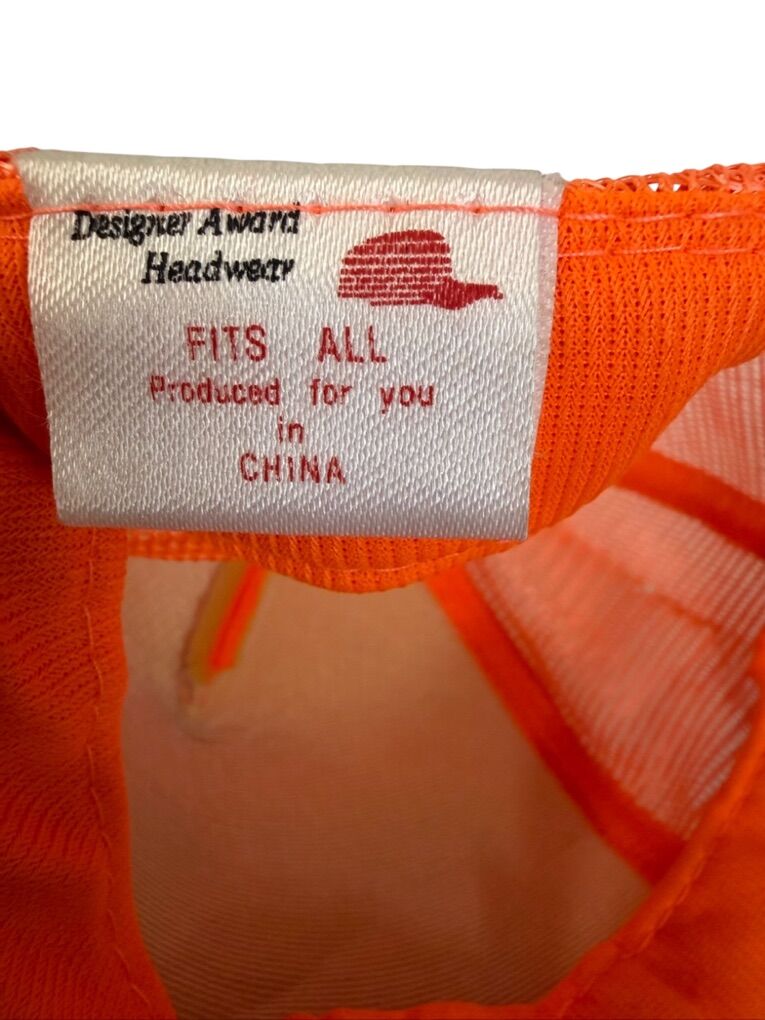 Designer Award
Headwear
FITS ALL
Produced for you
in
CHINA